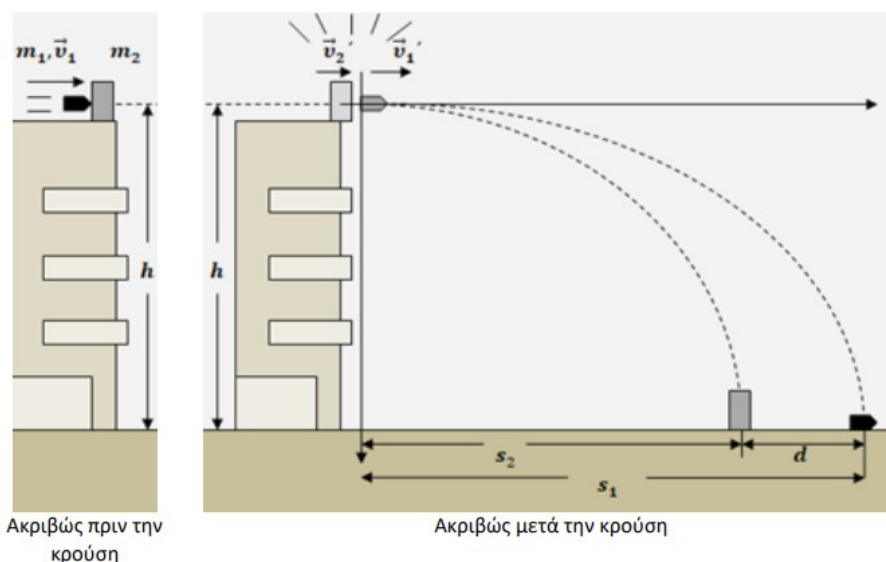 m₁, v⃗₁ m₂
h
Ακριβώς πριν την
κρούση
v⃗₂΄ v⃗₁΄
h
s₂ d
s₁
Ακριβώς μετά την κρούση